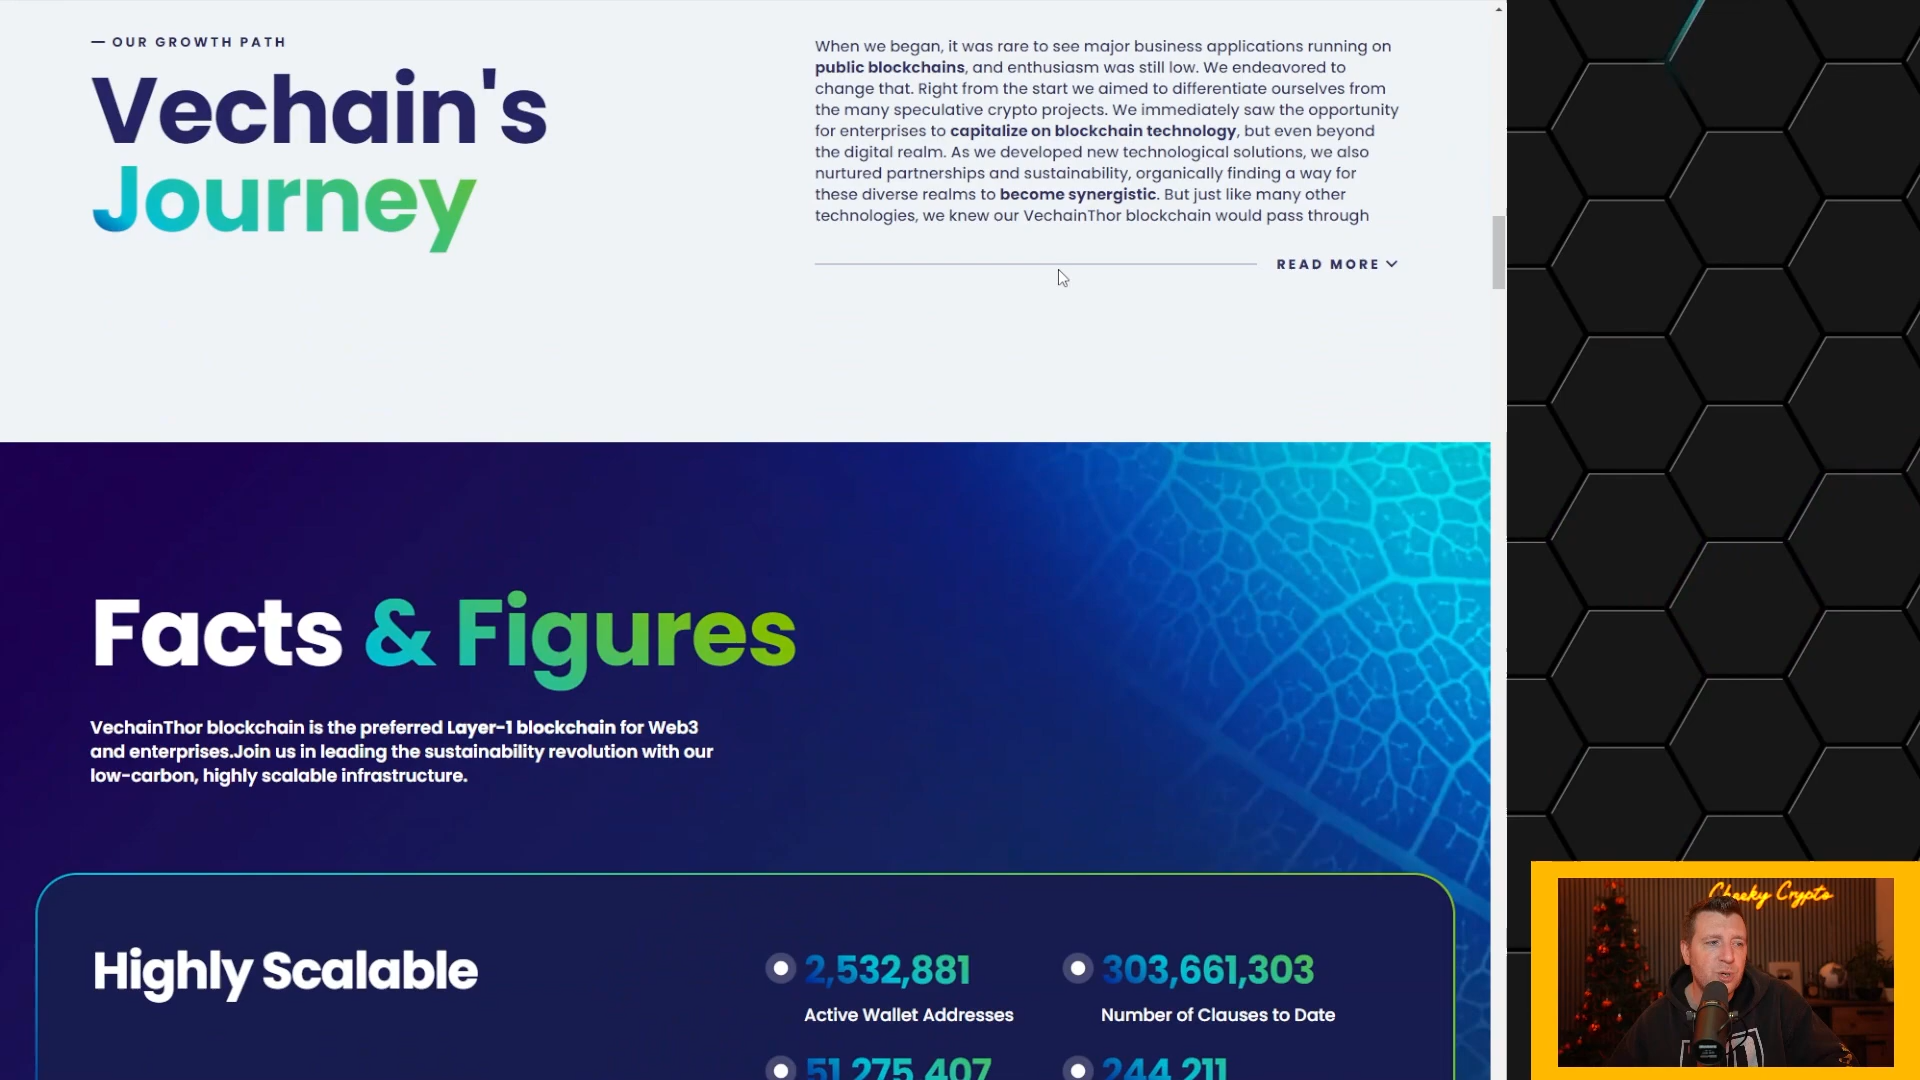 — OUR GROWTH PATH
Vechain's
Journey
When we began, it was rare to see major business applications running on
public blockchains, and enthusiasm was still low. We endeavored to
change that. Right from the start we aimed to differentiate ourselves from
the many speculative crypto projects. We immediately saw the opportunity
for enterprises to capitalize on blockchain technology, but even beyond
the digital realm. As we developed new technological solutions, we also
nurtured partnerships and sustainability, organically finding a way for
these diverse realms to become synergistic. But just like many other
technologies, we knew our VechainThor blockchain would pass through
READ MORE
Facts & Figures
VechainThor blockchain is the preferred Layer-1 blockchain for Web3
and enterprises.Join us in leading the sustainability revolution with our
low-carbon, highly scalable infrastructure.
Highly Scalable
2,532,881
Active Wallet Addresses
303,661,303
Number of Clauses to Date
51,275,407
244,211
Cheeky Crypto